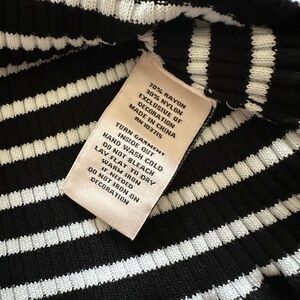 70% RAYON
30% NYLON
EXCLUSIVE OF
DECORATION
MADE IN CHINA
RN 103715
TURN GARMENT
INSIDE OUT
HAND WASH COLD
DO NOT BLEACH
LAY FLAT TO DRY
WARM IRON
IF NEEDED
DO NOT IRON ON
DECORATION